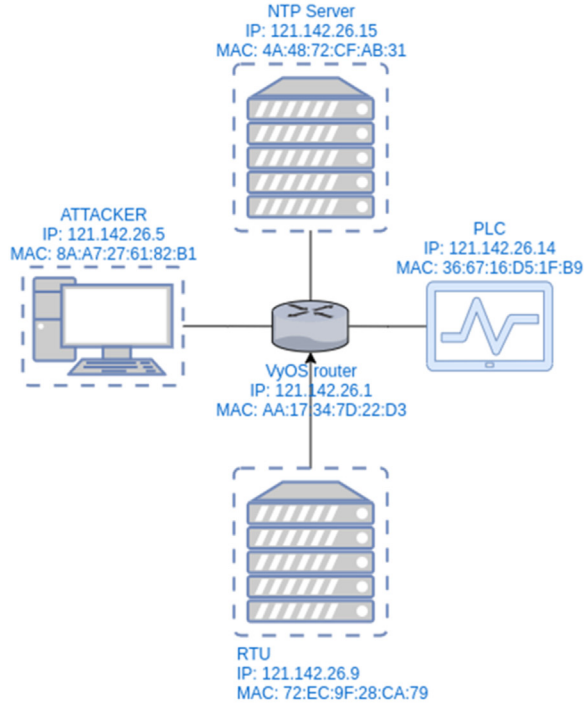 NTP Server
IP: 121.142.26.15
MAC: 4A:48:72:CF:AB:31
ATTACKER
IP: 121.142.26.5
MAC: 8A:A7:27:61:82:B1
PLC
IP: 121.142.26.14
MAC: 36:67:16:D5:1F:B9
VyOS router
IP: 121.142.26.1
MAC: AA:17:34:7D:22:D3
RTU
IP: 121.142.26.9
MAC: 72:EC:9F:28:CA:79